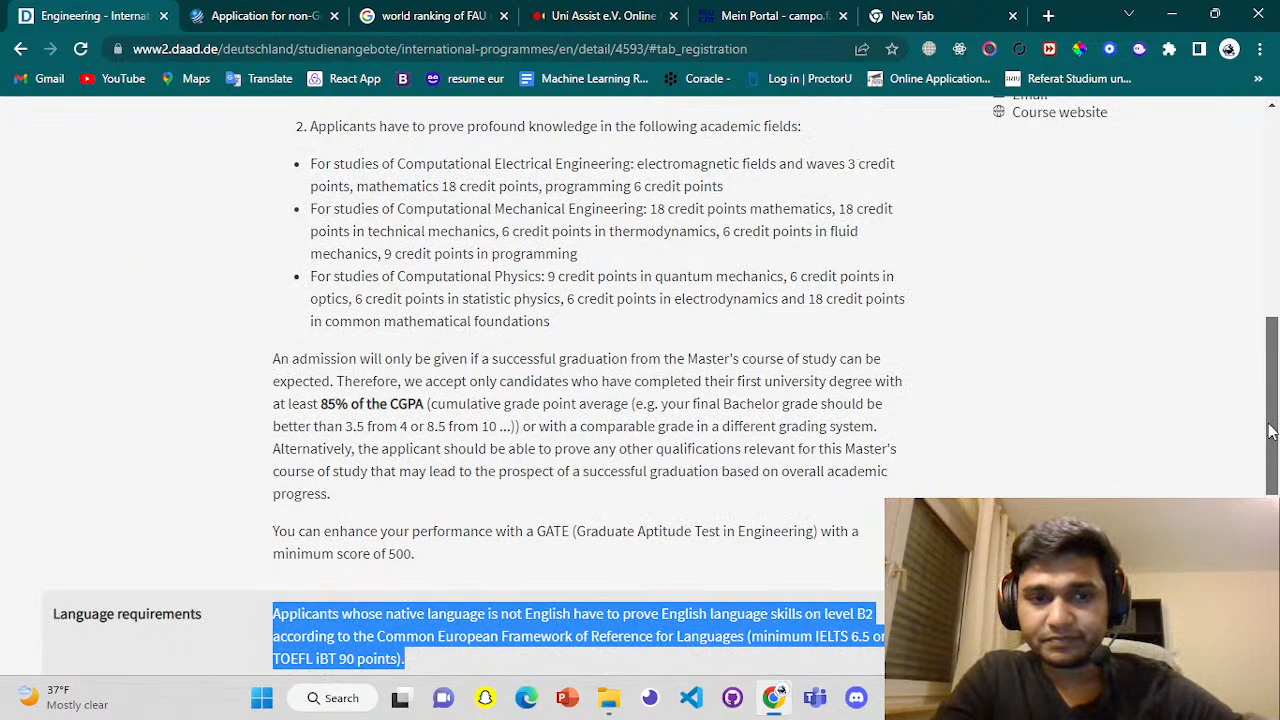 Engineering - Internat
Application for non-G
world ranking of FAU
Uni Assist e.V. Online
Mein Portal - campo.f
New Tab
www2.daad.de/deutschland/studienangebote/international-programmes/en/detail/4593/#tab_registration
Gmail
YouTube
Maps
Translate
React App
resume eur
Machine Learning R...
Coracle -
Log in | ProctorU
Online Application...
Referat Studium un...
Email
Course website
2. Applicants have to prove profound knowledge in the following academic fields:
• For studies of Computational Electrical Engineering: electromagnetic fields and waves 3 credit
points, mathematics 18 credit points, programming 6 credit points
• For studies of Computational Mechanical Engineering: 18 credit points mathematics, 18 credit
points in technical mechanics, 6 credit points in thermodynamics, 6 credit points in fluid
mechanics, 9 credit points in programming
• For studies of Computational Physics: 9 credit points in quantum mechanics, 6 credit points in
optics, 6 credit points in statistic physics, 6 credit points in electrodynamics and 18 credit points
in common mathematical foundations
An admission will only be given if a successful graduation from the Master's course of study can be
expected. Therefore, we accept only candidates who have completed their first university degree with
at least 85% of the CGPA (cumulative grade point average (e.g. your final Bachelor grade should be
better than 3.5 from 4 or 8.5 from 10 ...)) or with a comparable grade in a different grading system.
Alternatively, the applicant should be able to prove any other qualifications relevant for this Master's
course of study that may lead to the prospect of a successful graduation based on overall academic
progress.
You can enhance your performance with a GATE (Graduate Aptitude Test in Engineering) with a
minimum score of 500.
Language requirements
Applicants whose native language is not English have to prove English language skills on level B2
according to the Common European Framework of Reference for Languages (minimum IELTS 6.5 or
TOEFL iBT 90 points).
37°F
Mostly clear
Search